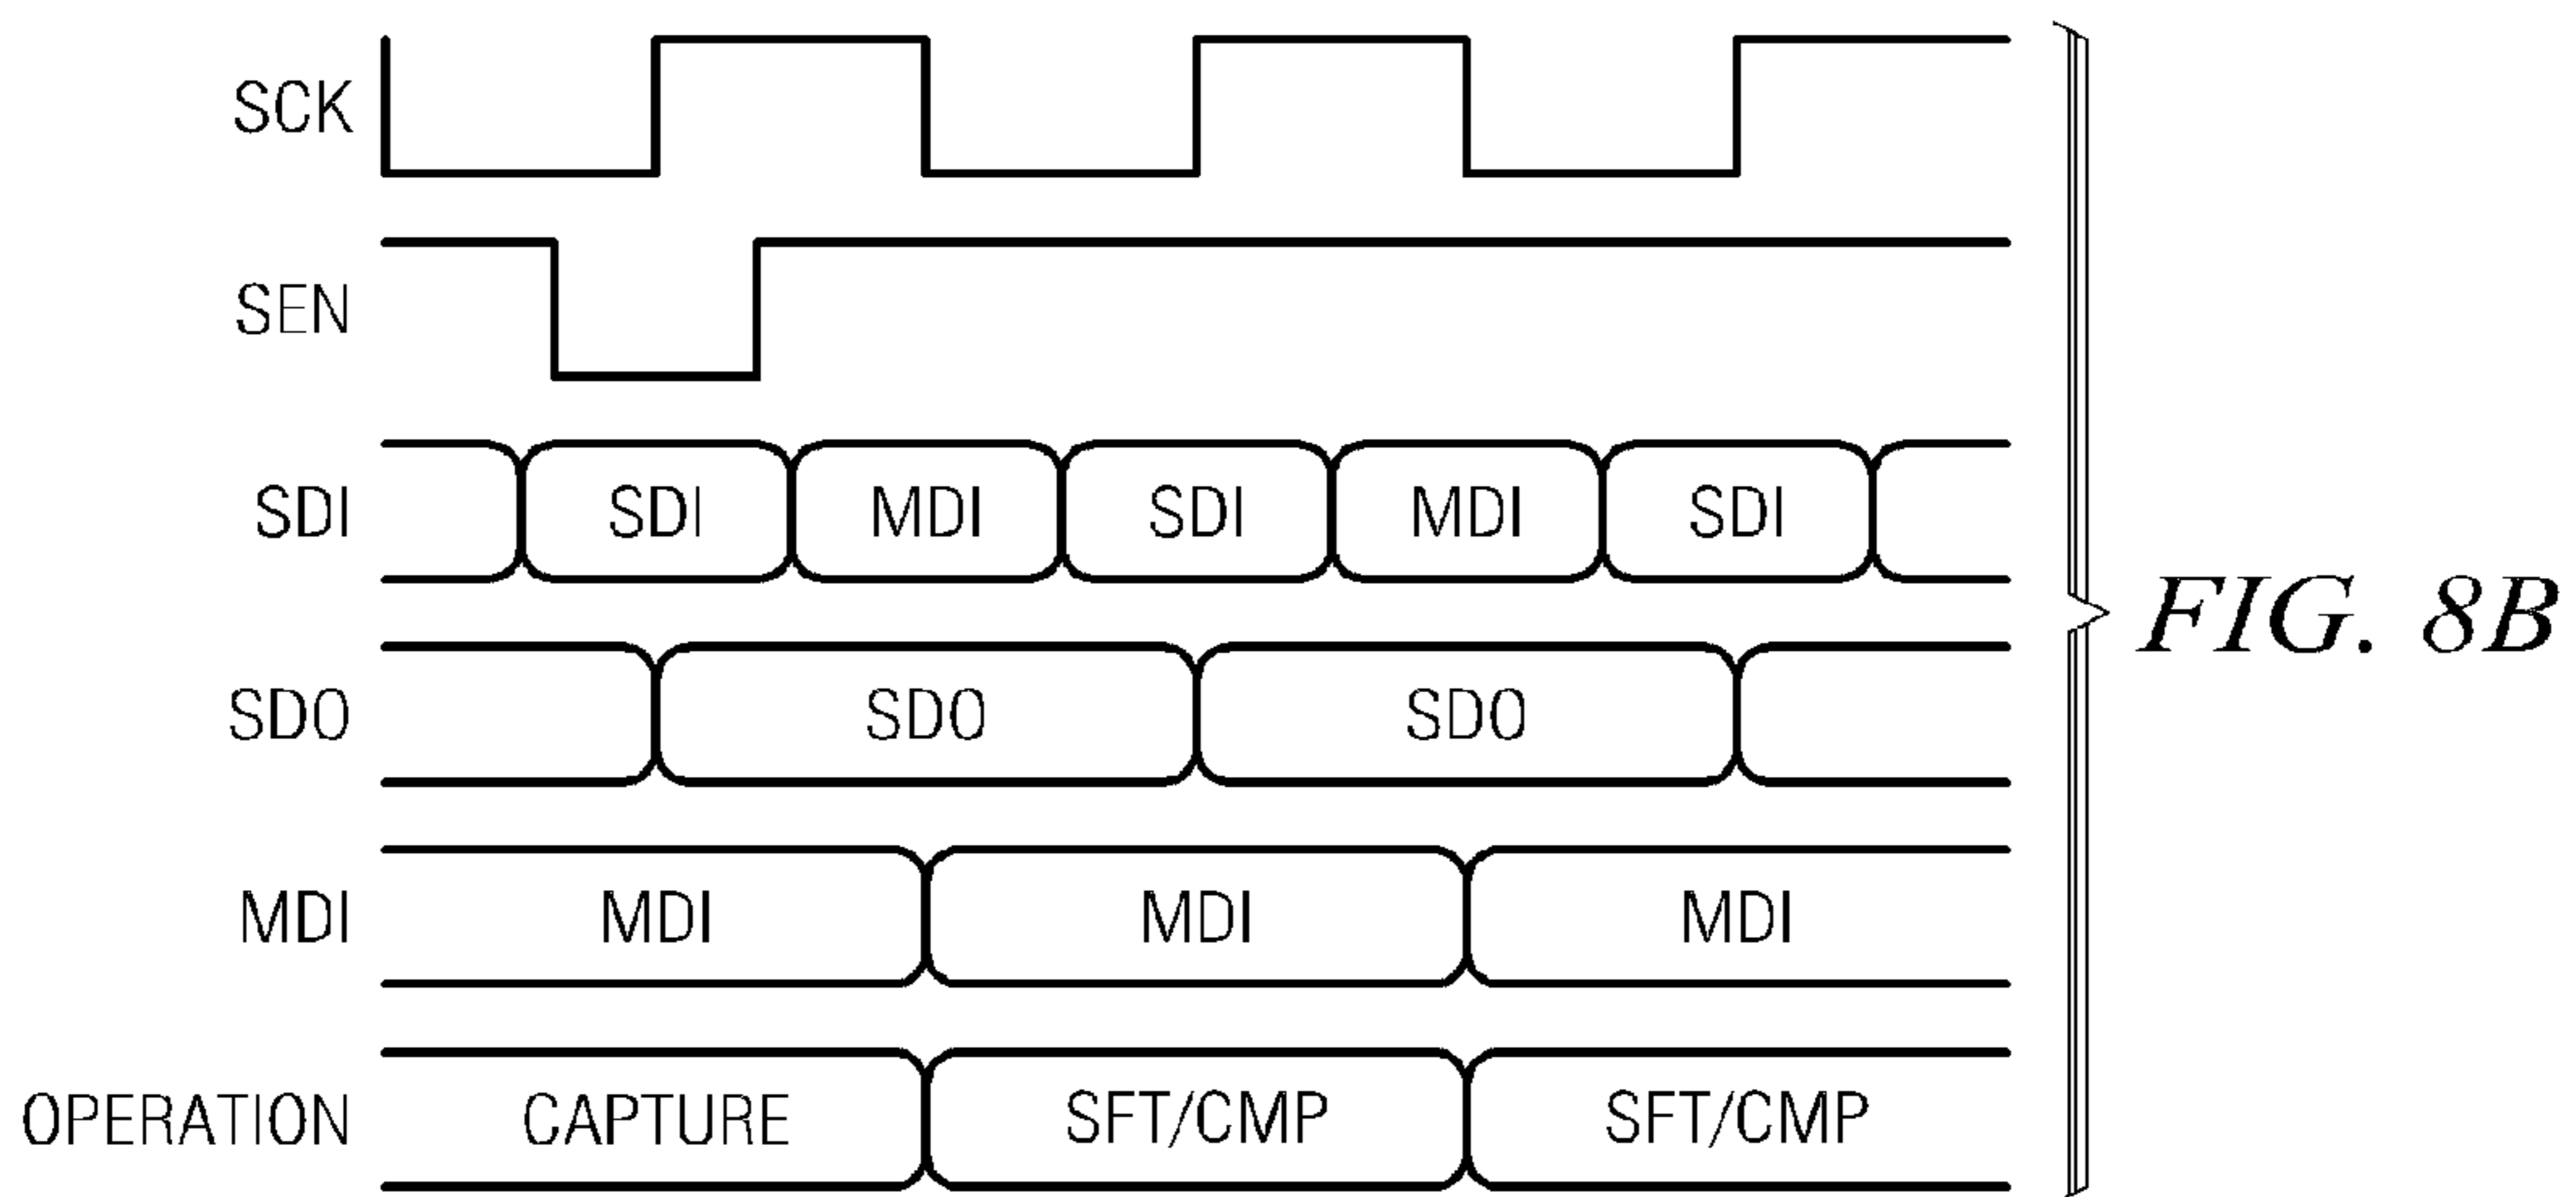 SCK
SEN
SDI SDI MDI SDI MDI SDI
SDO SDO SDO
MDI MDI MDI MDI
OPERATION CAPTURE SFT/CMP SFT/CMP
FIG. 8B